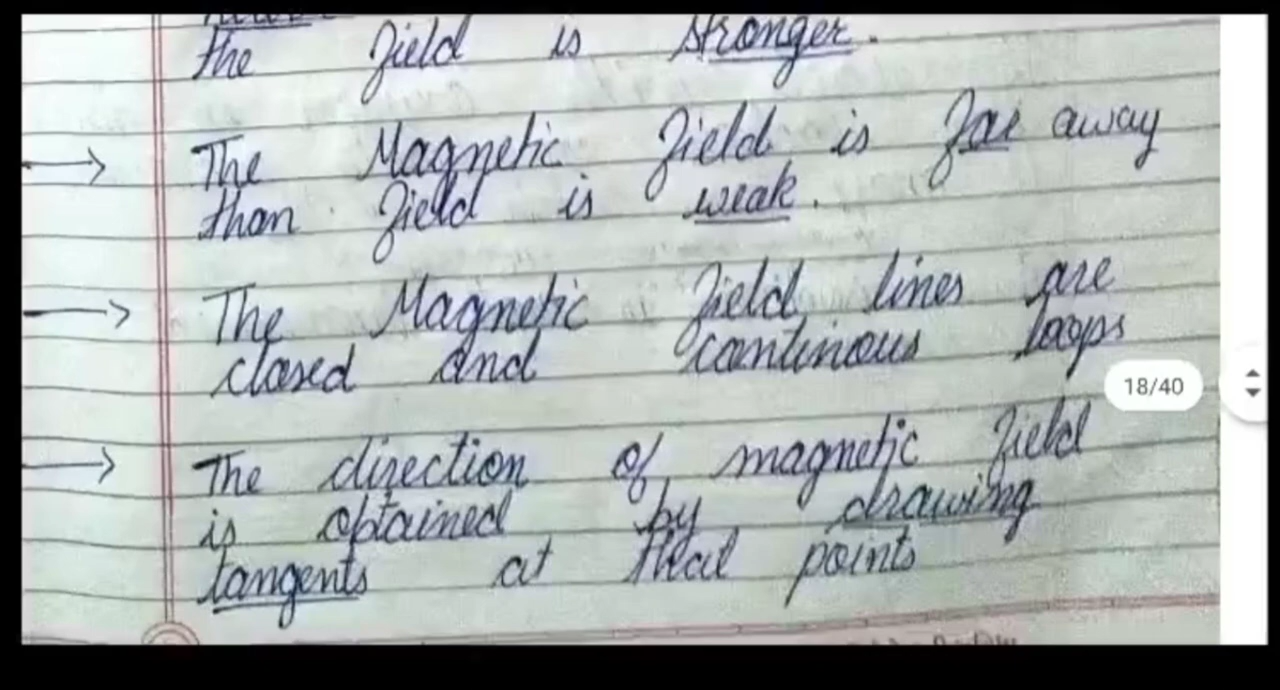 the field is stronger.
The Magnetic field is far away
than field is weak.
The Magnetic field lines are
closed and continous loops
18/40
The direction of magnetic field
is obtained by drawing
tangents at that points